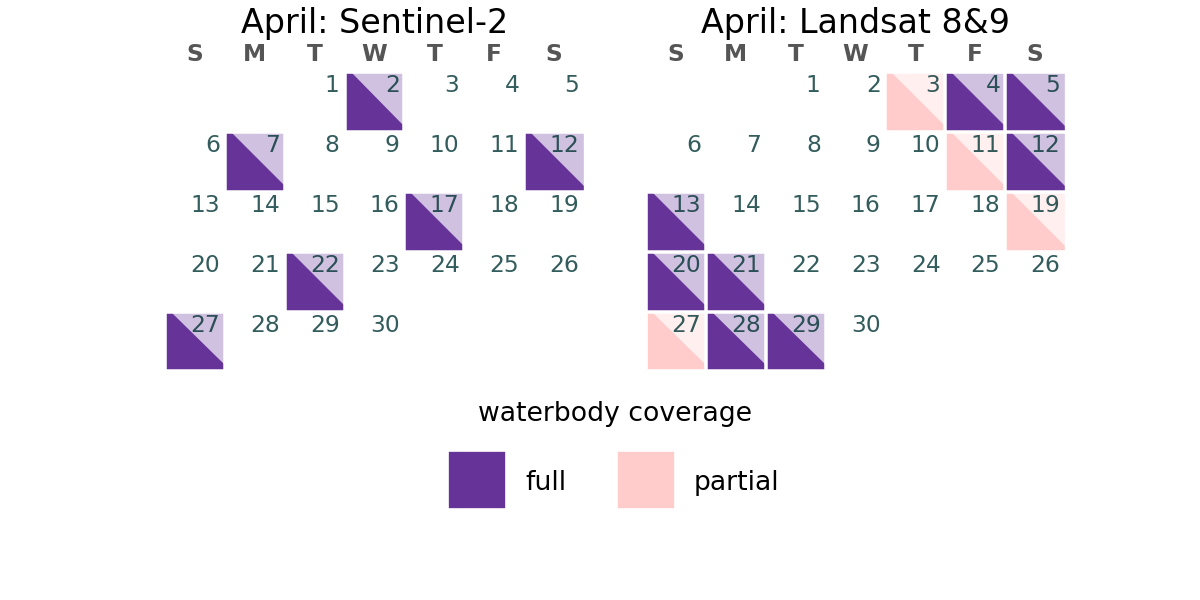 April: Sentinel-2
S M T W T F S
1 2 3 4 5
6 7 8 9 10 11 12
13 14 15 16 17 18 19
20 21 22 23 24 25 26
27 28 29 30
April: Landsat 8&9
S M T W T F S
1 2 3 4 5
6 7 8 9 10 11 12
13 14 15 16 17 18 19
20 21 22 23 24 25 26
27 28 29 30
waterbody coverage
full
partial